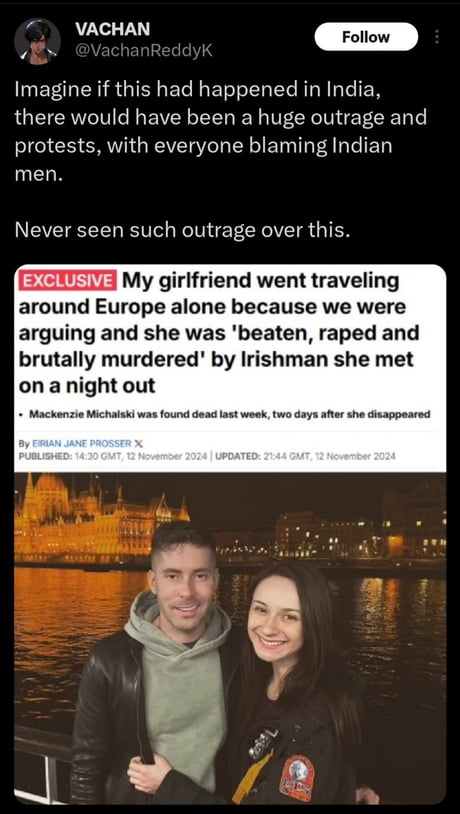 VACHAN
@VachanReddyK
Follow
Imagine if this had happened in India,
there would have been a huge outrage and
protests, with everyone blaming Indian
men.
Never seen such outrage over this.
EXCLUSIVE My girlfriend went traveling
around Europe alone because we were
arguing and she was 'beaten, raped and
brutally murdered' by Irishman she met
on a night out
• Mackenzie Michalski was found dead last week, two days after she disappeared
By EIRIAN JANE PROSSER X
PUBLISHED: 14:30 GMT, 12 November 2024 | UPDATED: 21:44 GMT, 12 November 2024